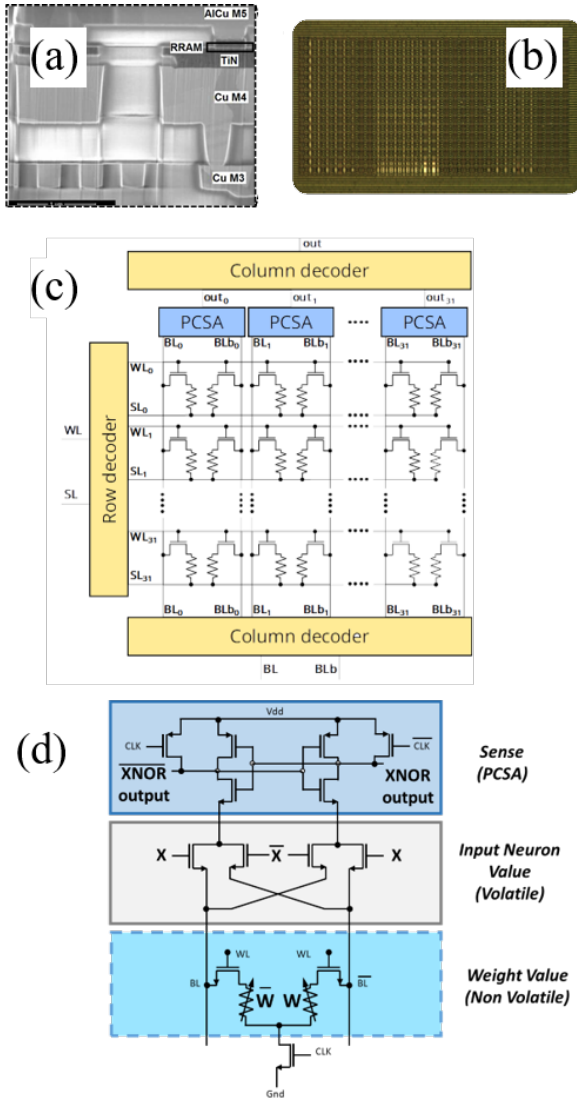 (a)
AlCu M5
RRAM
TiN
Cu M4
Cu M3
(b)
(c)
out
Column decoder
out0 out1 out31
PCSA PCSA PCSA
BL0 BLb0 BL1 BLb1 BL31 BLb31
Row decoder
WL
SL
WL0
SL0
WL1
SL1
WL31
SL31
BL0 BLb0 BL1 BLb1 BL31 BLb31
Column decoder
BL BLb
(d)
Vdd
CLK C̅L̅K̅
X̅N̅O̅R̅ output
XNOR output
Sense
(PCSA)
X X̅ X
Input Neuron
Value
(Volatile)
WL WL
BL W̅ W B̅L̅
Weight Value
(Non Volatile)
CLK
Gnd